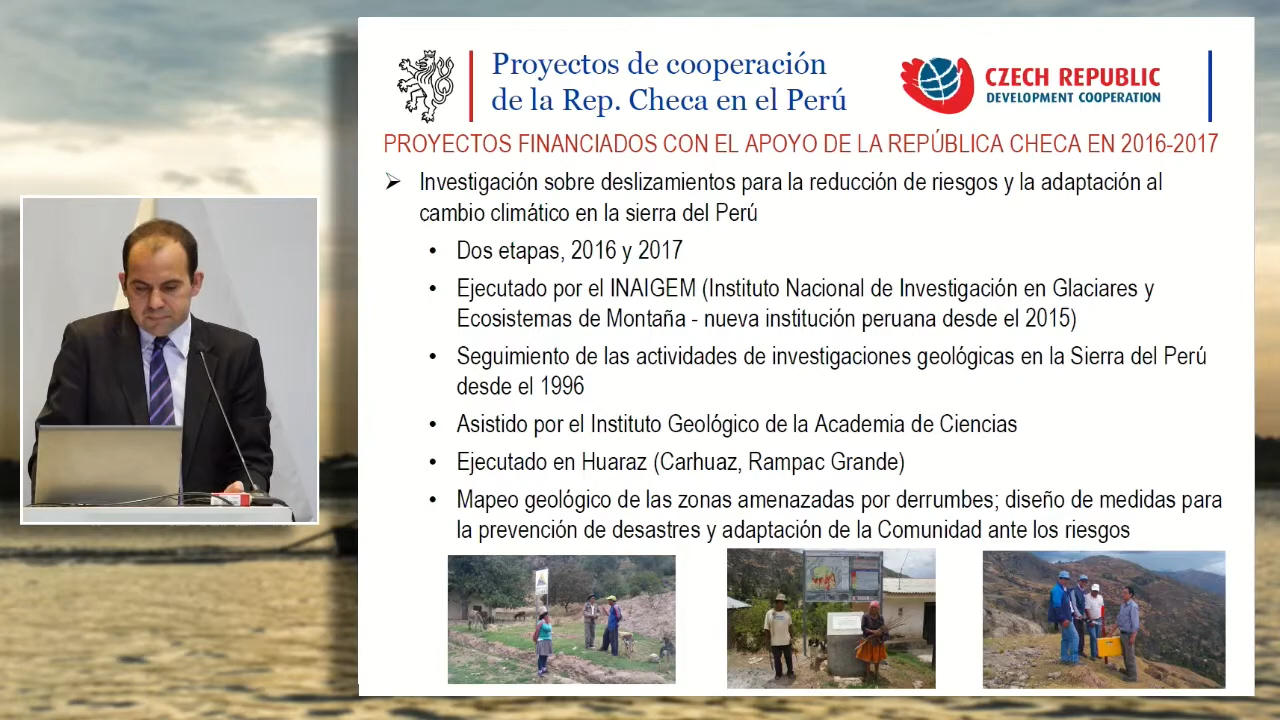 Proyectos de cooperación
de la Rep. Checa en el Perú
CZECH REPUBLIC
DEVELOPMENT COOPERATION
PROYECTOS FINANCIADOS CON EL APOYO DE LA REPÚBLICA CHECA EN 2016-2017
Investigación sobre deslizamientos para la reducción de riesgos y la adaptación al
cambio climático en la sierra del Perú
• Dos etapas, 2016 y 2017
• Ejecutado por el INAIGEM (Instituto Nacional de Investigación en Glaciares y
Ecosistemas de Montaña - nueva institución peruana desde el 2015)
• Seguimiento de las actividades de investigaciones geológicas en la Sierra del Perú
desde el 1996
• Asistido por el Instituto Geológico de la Academia de Ciencias
• Ejecutado en Huaraz (Carhuaz, Rampac Grande)
• Mapeo geológico de las zonas amenazadas por derrumbes; diseño de medidas para
la prevención de desastres y adaptación de la Comunidad ante los riesgos